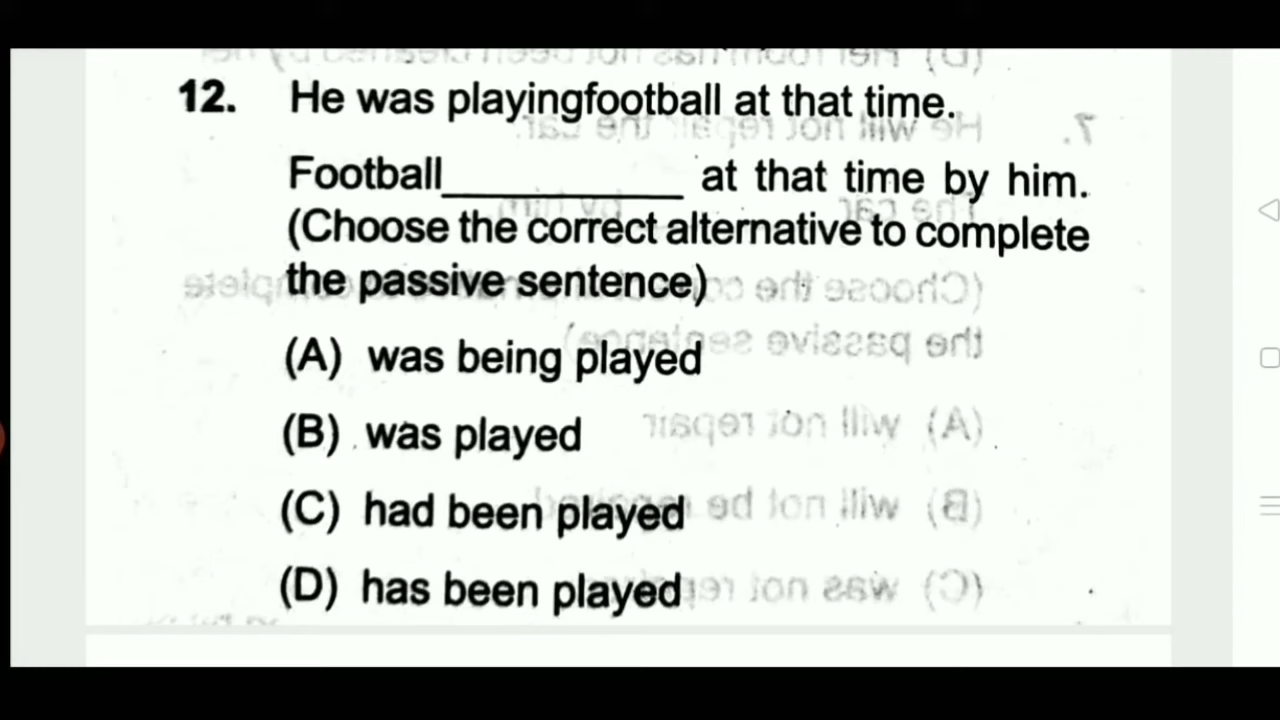 12. He was playingfootball at that time.
Football__________ at that time by him.
(Choose the correct alternative to complete
the passive sentence)
(A) was being played
(B) was played
(C) had been played
(D) has been played